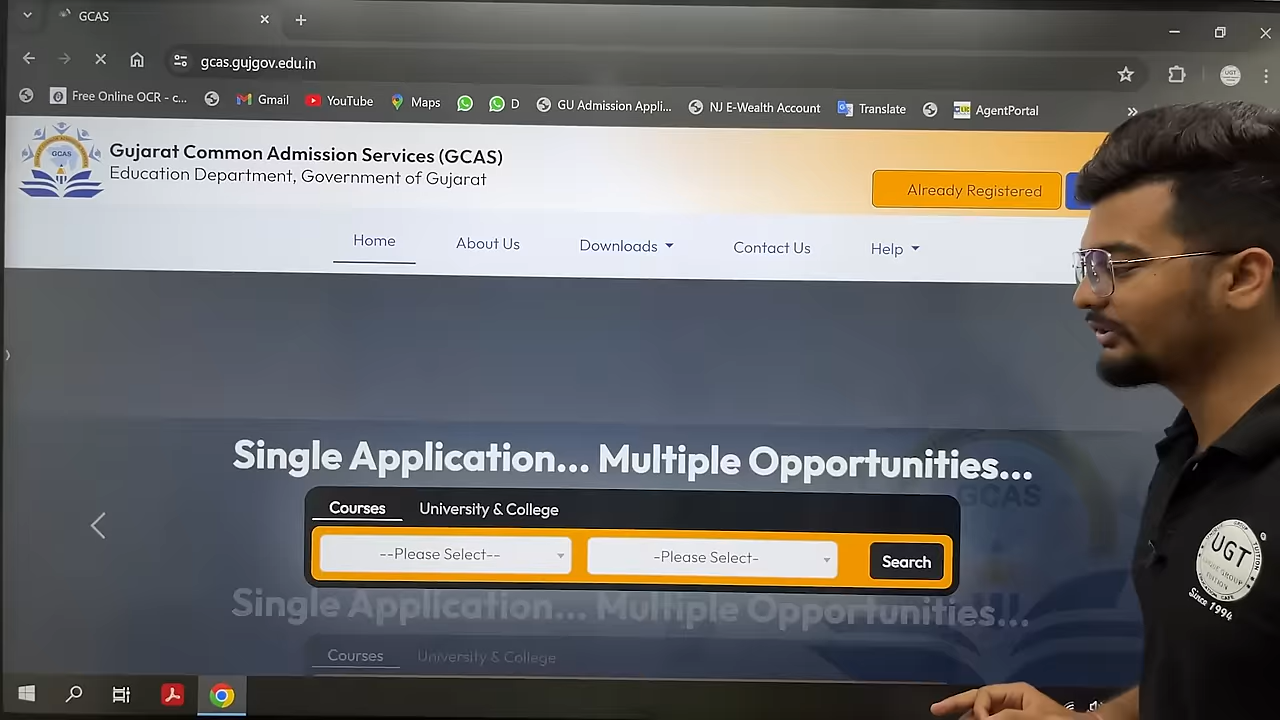 GCAS
gcas.gujgov.edu.in
Free Online OCR - c...
Gmail
YouTube
Maps
D
GU Admission Appli...
NJ E-Wealth Account
Translate
AgentPortal
GCAS
Gujarat Common Admission Services (GCAS)
Education Department, Government of Gujarat
Already Registered
Home
About Us
Downloads
Contact Us
Help
Single Application... Multiple Opportunities...
GCAS
Courses
University & College
--Please Select--
-Please Select-
Search
Single Application... Multiple Opportunities...
Courses
University & College
UGT
Since 1994